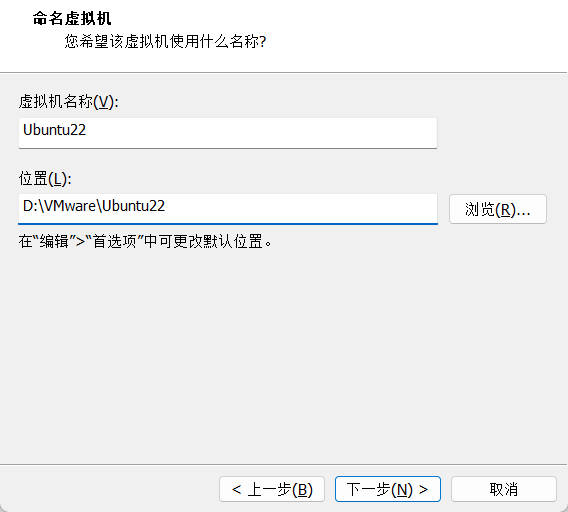 命名虚拟机
您希望该虚拟机使用什么名称?
虚拟机名称(V):
Ubuntu22
位置(L):
D:\VMware\Ubuntu22
浏览(R)...
在“编辑”>“首选项”中可更改默认位置。
< 上一步(B)
下一步(N) >
取消